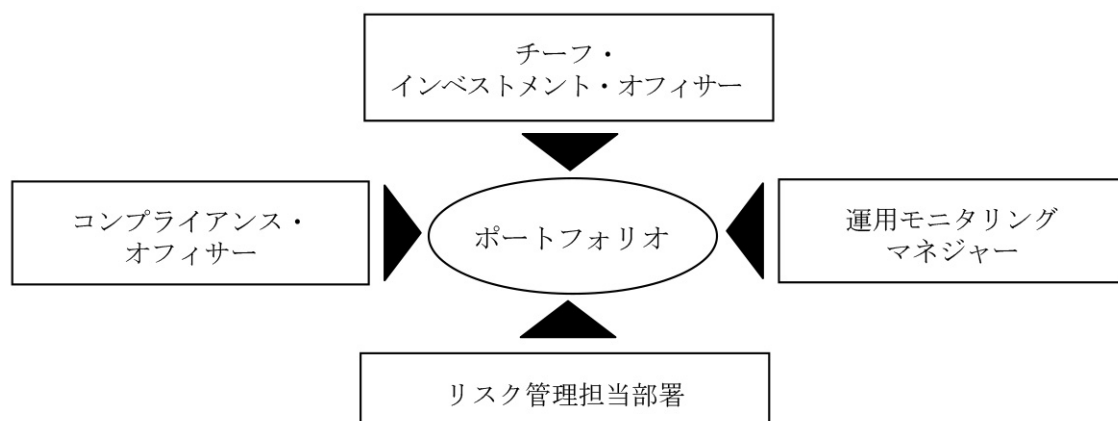 チーフ・
インベストメント・オフィサー
コンプライアンス・
オフィサー
ポートフォリオ
運用モニタリング
マネジャー
リスク管理担当部署